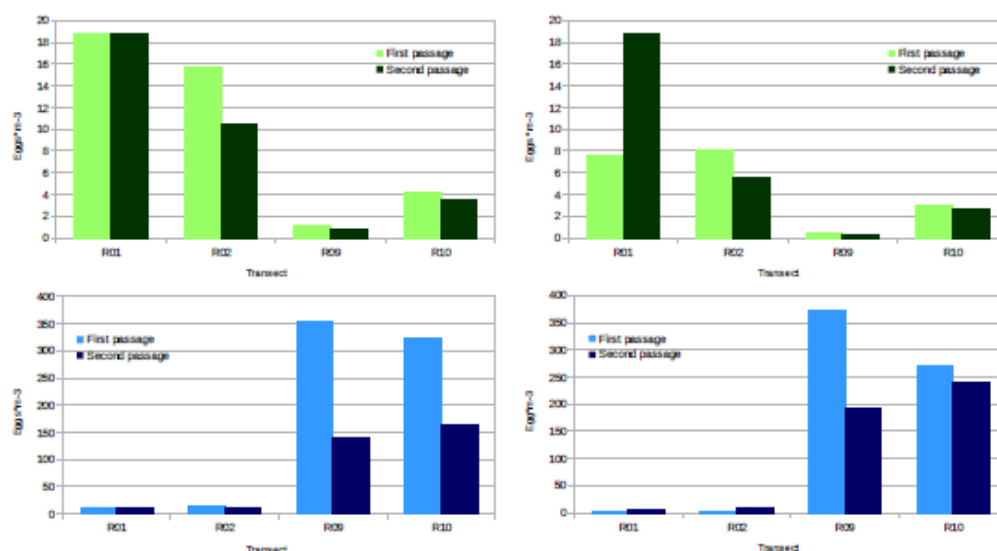 20
18
16
14
12
10
8
6
4
2
0
Eggs*m-3
First passage
Second passage
R01 R02 R09 R10
Transect
20
18
16
14
12
10
8
6
4
2
0
Eggs*m-3
First passage
Second passage
R01 R02 R09 R10
Transect
400
350
300
250
200
150
100
50
0
Eggs*m-3
First passage
Second passage
R01 R02 R09 R10
Transect
400
350
300
250
200
150
100
50
0
Eggs*m-3
First passage
Second passage
R01 R02 R09 R10
Transect